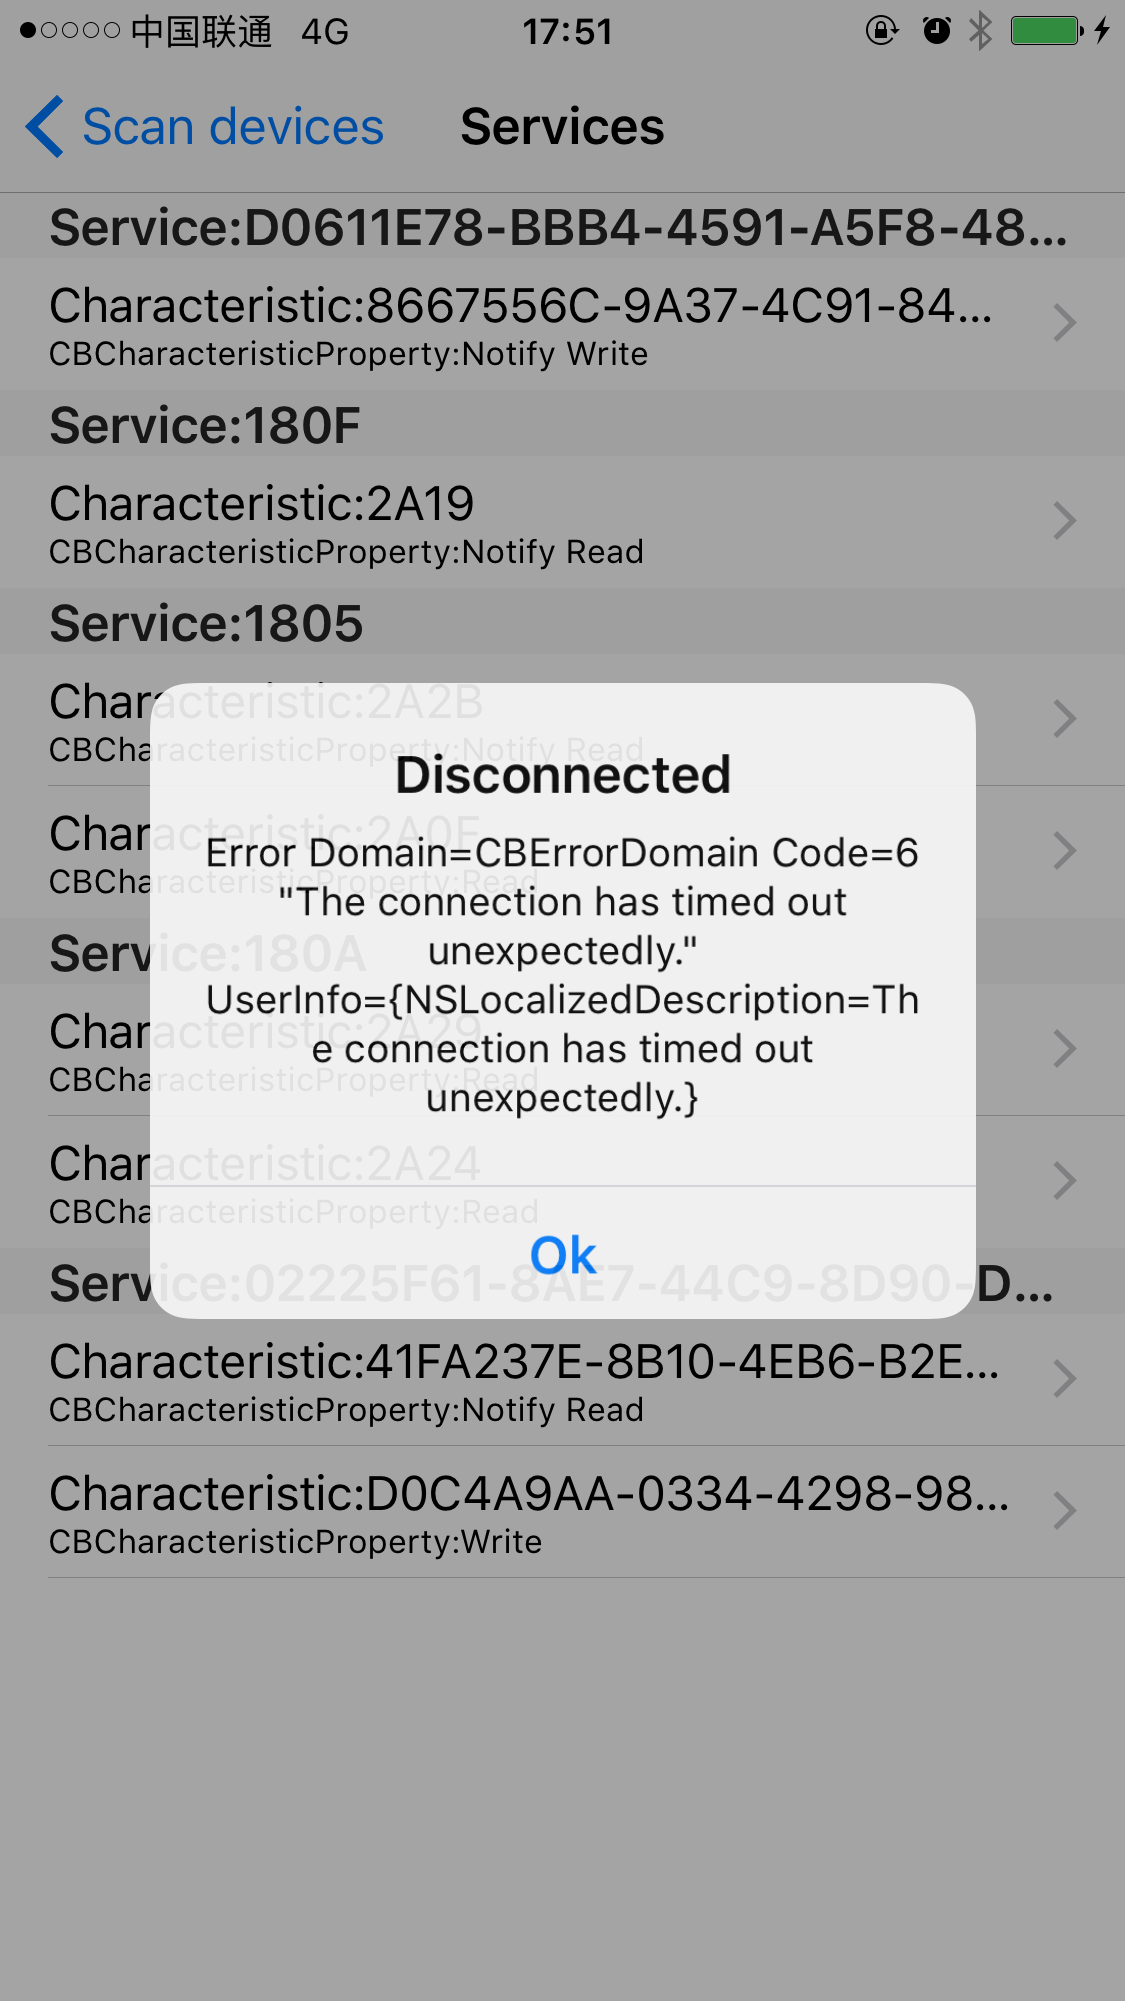 中国联通 4G 17:51
Scan devices Services
Service:D0611E78-BBB4-4591-A5F8-48...
Characteristic:8667556C-9A37-4C91-84...
CBCharacteristicProperty:Notify Write
Service:180F
Characteristic:2A19
CBCharacteristicProperty:Notify Read
Service:1805
Characteristic:2A2B
CBCharacteristicProperty:Notify Read
Characteristic:2A0F
CBCharacteristicProperty:Read
Service:180A
Characteristic:2A29
CBCharacteristicProperty:Read
Characteristic:2A24
CBCharacteristicProperty:Read
Service:02225F61-8AE7-44C9-8D90-D...
Characteristic:41FA237E-8B10-4EB6-B2E...
CBCharacteristicProperty:Notify Read
Characteristic:D0C4A9AA-0334-4298-98...
CBCharacteristicProperty:Write
Disconnected
Error Domain=CBErrorDomain Code=6
"The connection has timed out
unexpectedly."
UserInfo={NSLocalizedDescription=Th
e connection has timed out
unexpectedly.}
Ok